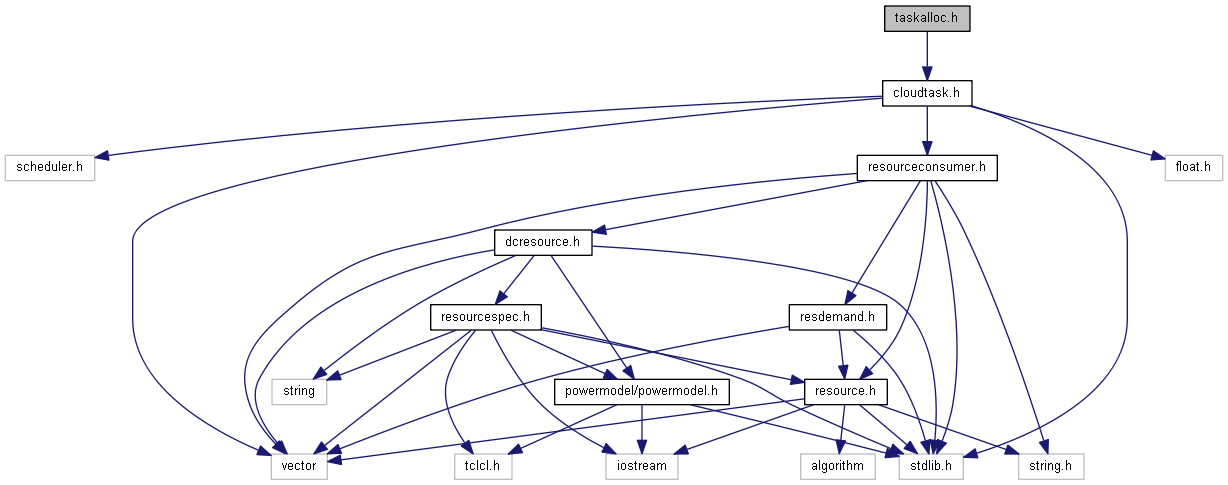 taskalloc.h
cloudtask.h
scheduler.h
resourceconsumer.h
float.h
dcresource.h
resourcespec.h
resdemand.h
string
powermodel/powermodel.h
resource.h
vector
tclcl.h
iostream
algorithm
stdlib.h
string.h